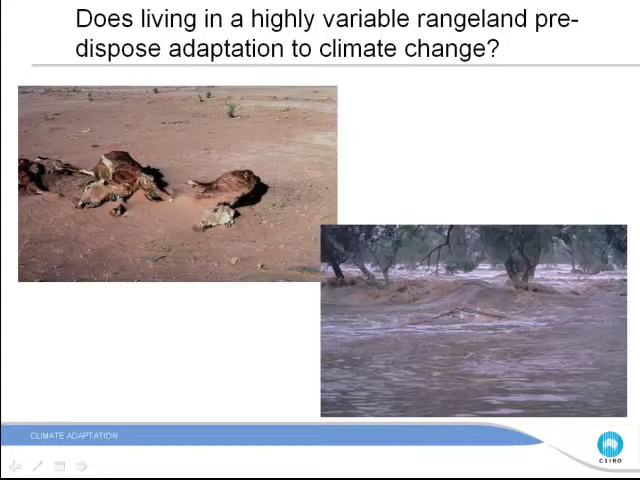 Does living in a highly variable rangeland pre-
dispose adaptation to climate change?
CLIMATE ADAPTATION
CSIRO